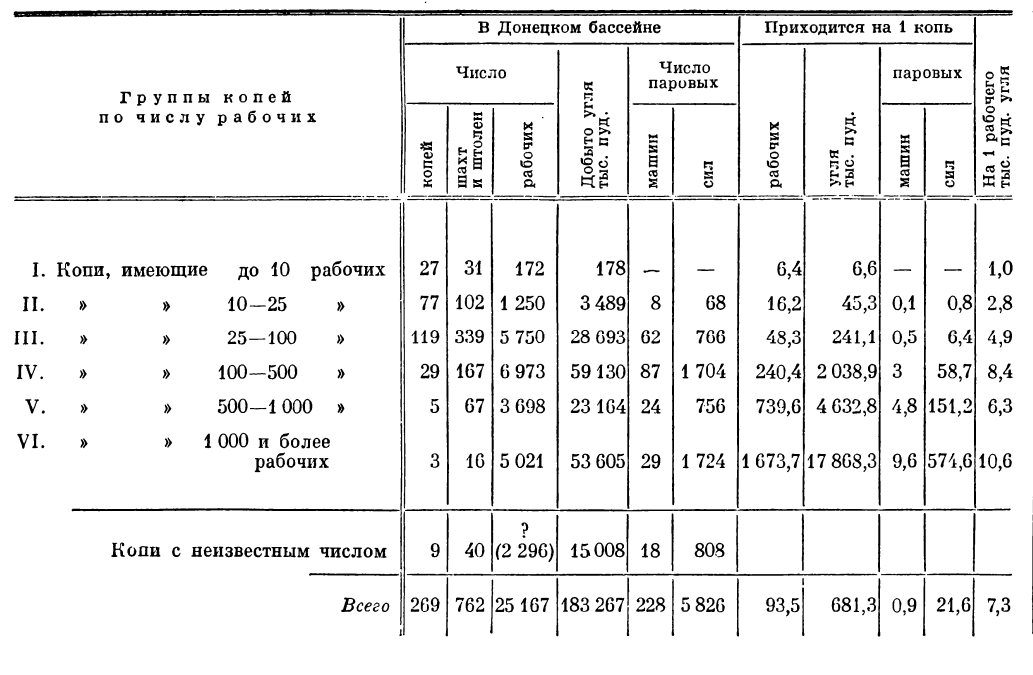 В Донецком бассейне Приходится на 1 копь
Группы копей по числу рабочих Число копей шахт и штолен рабочих Добыто угля тыс. пуд. Число паровых машин сил рабочих угля тыс. пуд. паровых машин сил На 1 рабочего тыс. пуд. угля
I. Копи, имеющие до 10 рабочих 27 31 172 178 — — 6,4 6,6 — — 1,0
II. » » 10—25 » 77 102 1 250 3 489 8 68 16,2 45,3 0,1 0,8 2,8
III. » » 25—100 » 119 339 5 750 28 693 62 766 48,3 241,1 0,5 6,4 4,9
IV. » » 100—500 » 29 167 6 973 59 130 87 1 704 240,4 2 038,9 3 58,7 8,4
V. » » 500—1 000 » 5 67 3 698 23 164 24 756 739,6 4 632,8 4,8 151,2 6,3
VI. » » 1 000 и более
рабочих 3 16 5 021 53 605 29 1 724 1 673,7 17 868,3 9,6 574,6 10,6
?
Копи с неизвестным числом 9 40 (2 296) 15 008 18 808
Всего 269 762 25 167 183 267 228 5 826 93,5 681,3 0,9 21,6 7,3